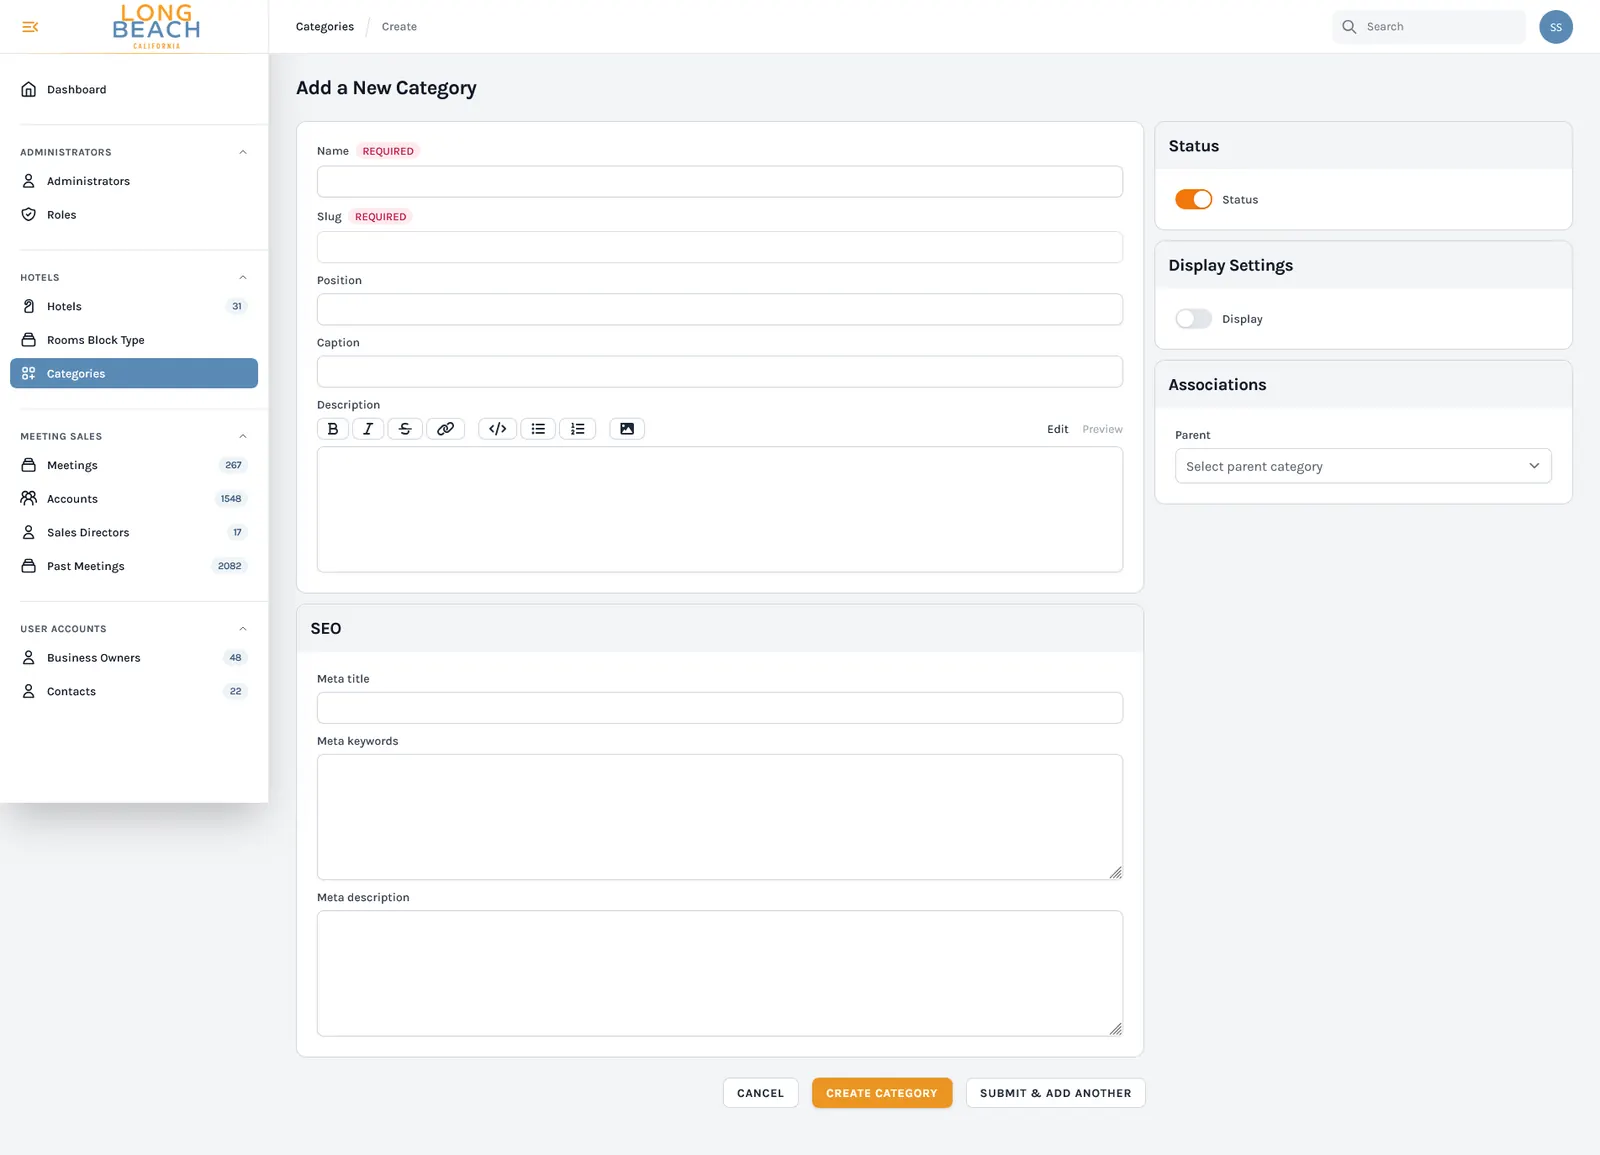 LONG
BEACH
CALIFORNIA
Categories / Create
Search
SS
Dashboard
ADMINISTRATORS
Administrators
Roles
HOTELS
Hotels 31
Rooms Block Type
Categories
MEETING SALES
Meetings 267
Accounts 1548
Sales Directors 17
Past Meetings 2082
USER ACCOUNTS
Business Owners 48
Contacts 22
Add a New Category
Name REQUIRED
Slug REQUIRED
Position
Caption
Description
Edit Preview
SEO
Meta title
Meta keywords
Meta description
CANCEL
CREATE CATEGORY
SUBMIT & ADD ANOTHER
Status
Status
Display Settings
Display
Associations
Parent
Select parent category